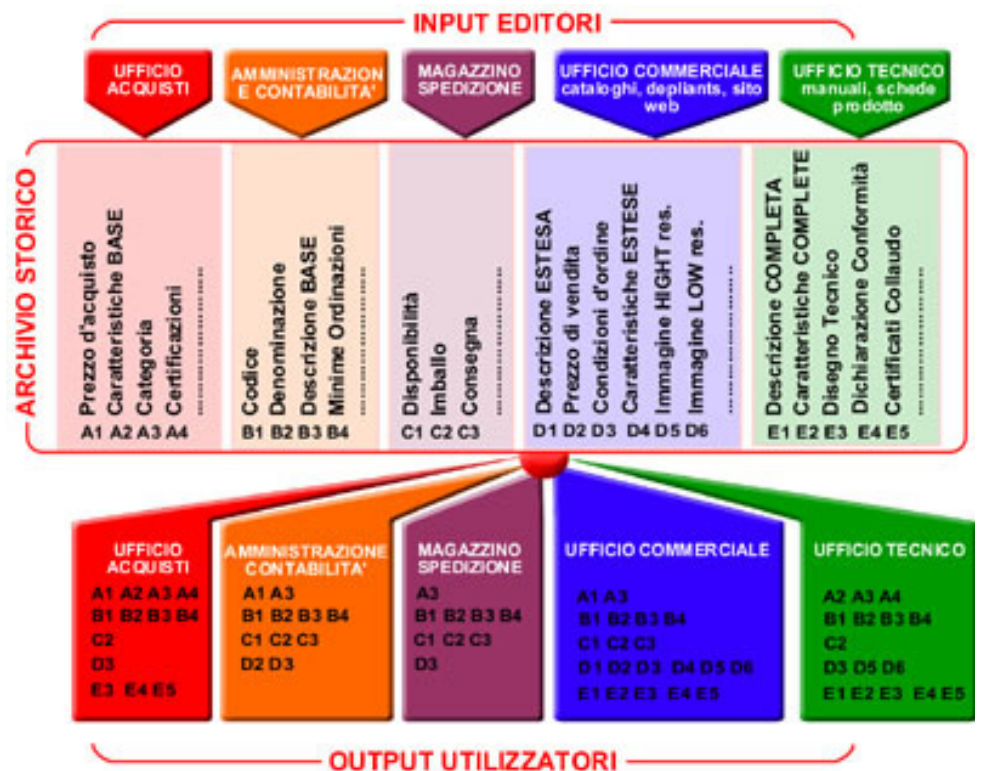 INPUT EDITORI
UFFICIO
ACQUISTI
AMMINISTRAZION
E CONTABILITA'
MAGAZZINO
SPEDIZIONE
UFFICIO COMMERCIALE
cataloghi, depliants, sito
web
UFFICIO TECNICO
manuali, schede
prodotto
ARCHIVIO STORICO
Prezzo d'acquisto
Caratteristiche BASE
Categoria
Certificazioni
....................
A1 A2 A3 A4
Codice
Denominazione
Descrizione BASE
Minime Ordinazioni
....................
B1 B2 B3 B4
Disponibilità
Imballo
Consegna
....................
C1 C2 C3
Descrizione ESTESA
Prezzo di vendita
Condizioni d'ordine
Caratteristiche ESTESE
Immagine HIGHT res.
Immagine LOW res.
....................
D1 D2 D3 D4 D5 D6
Descrizione COMPLETA
Caratteristiche COMPLETE
Disegno Tecnico
Dichiarazione Conformità
Certificati Collaudo
....................
E1 E2 E3 E4 E5
UFFICIO
ACQUISTI
A1 A2 A3 A4
B1 B2 B3 B4
C2
D3
E3 E4 E5
AMMINISTRAZIONE
CONTABILITA'
A1 A3
B1 B2 B3 B4
C1 C2 C3
D2 D3
MAGAZZINO
SPEDIZIONE
A3
B1 B2 B3 B4
C1 C2 C3
D3
UFFICIO COMMERCIALE
A1 A3
B1 B2 B3 B4
C1 C2 C3
D1 D2 D3 D4 D5 D6
E1 E2 E3 E4 E5
UFFICIO TECNICO
A2 A3 A4
B1 B2 B3 B4
C2
D3 D5 D6
E1 E2 E3 E4 E5
OUTPUT UTILIZZATORI